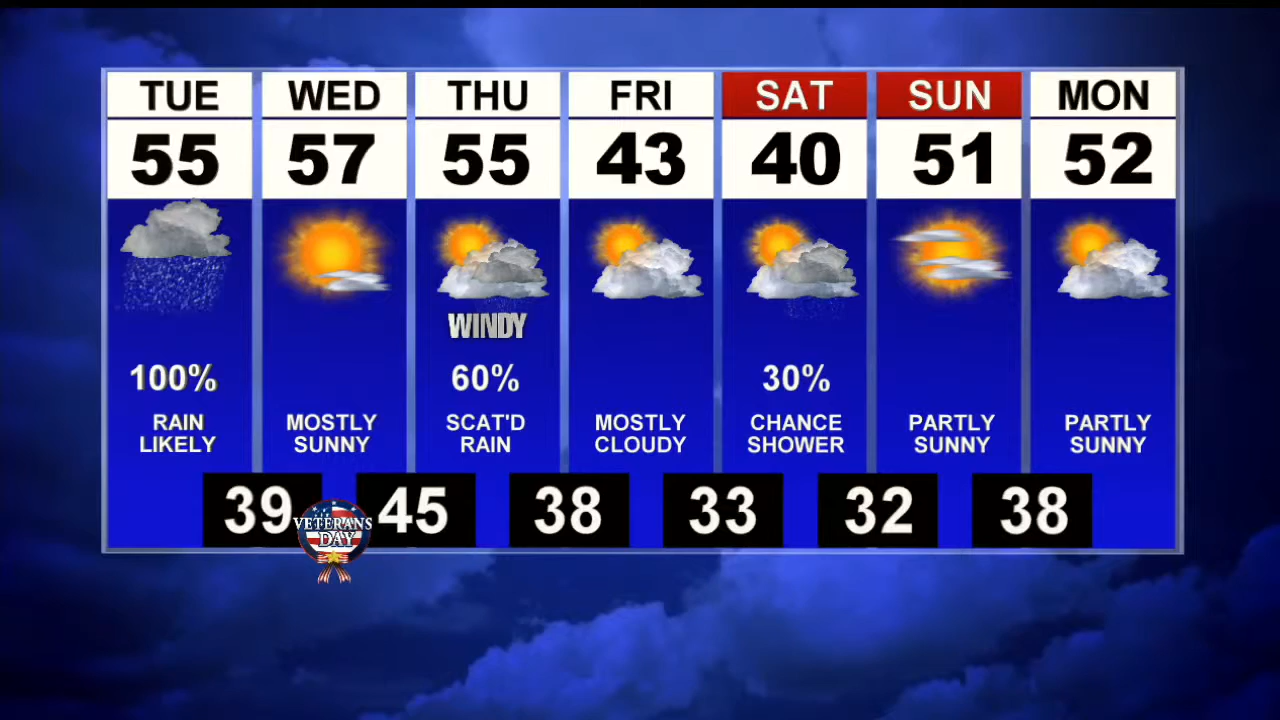 TUE WED THU FRI SAT SUN MON
55 57 55 43 40 51 52
WINDY
100% 60% 30%
RAIN MOSTLY SCAT'D MOSTLY CHANCE PARTLY PARTLY
LIKELY SUNNY RAIN CLOUDY SHOWER SUNNY SUNNY
39 45 38 33 32 38
VETERANS
DAY